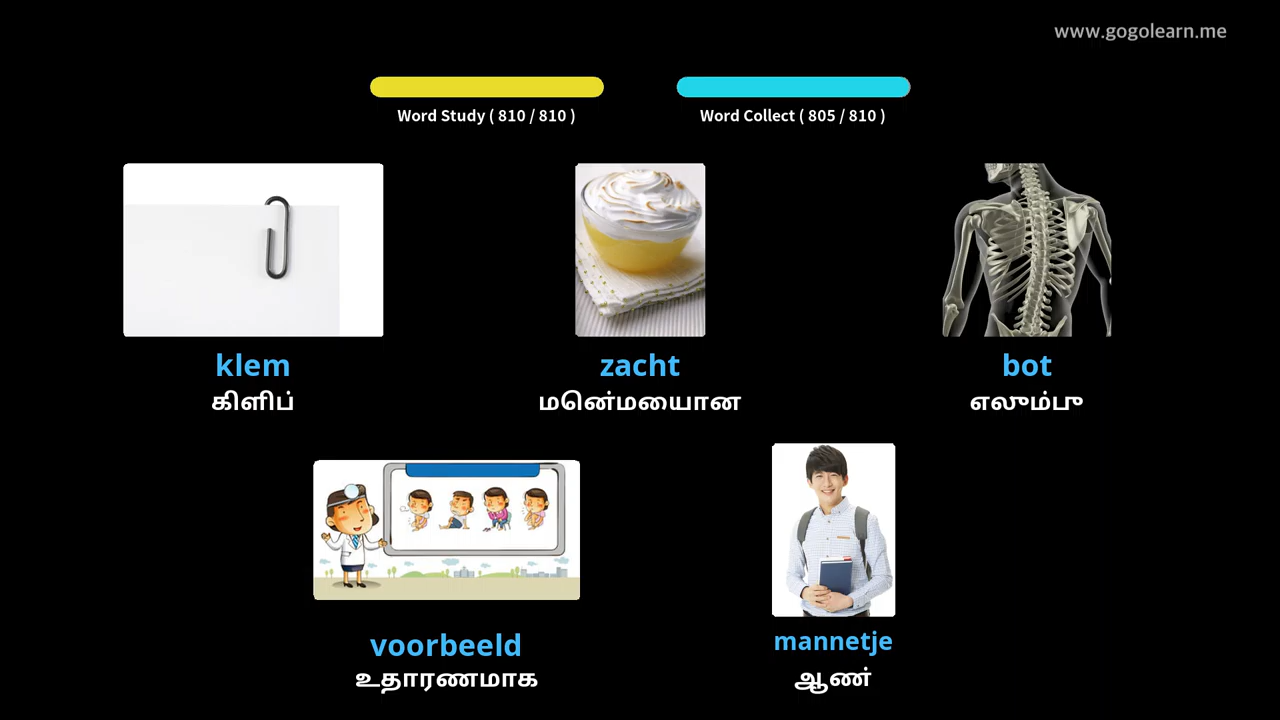 www.gogolearn.me
Word Study ( 810 / 810 )
Word Collect ( 805 / 810 )
klem
கிளிப்
zacht
மென்மையான
bot
எலும்பு
voorbeeld
உதாரணமாக
mannetje
ஆண்